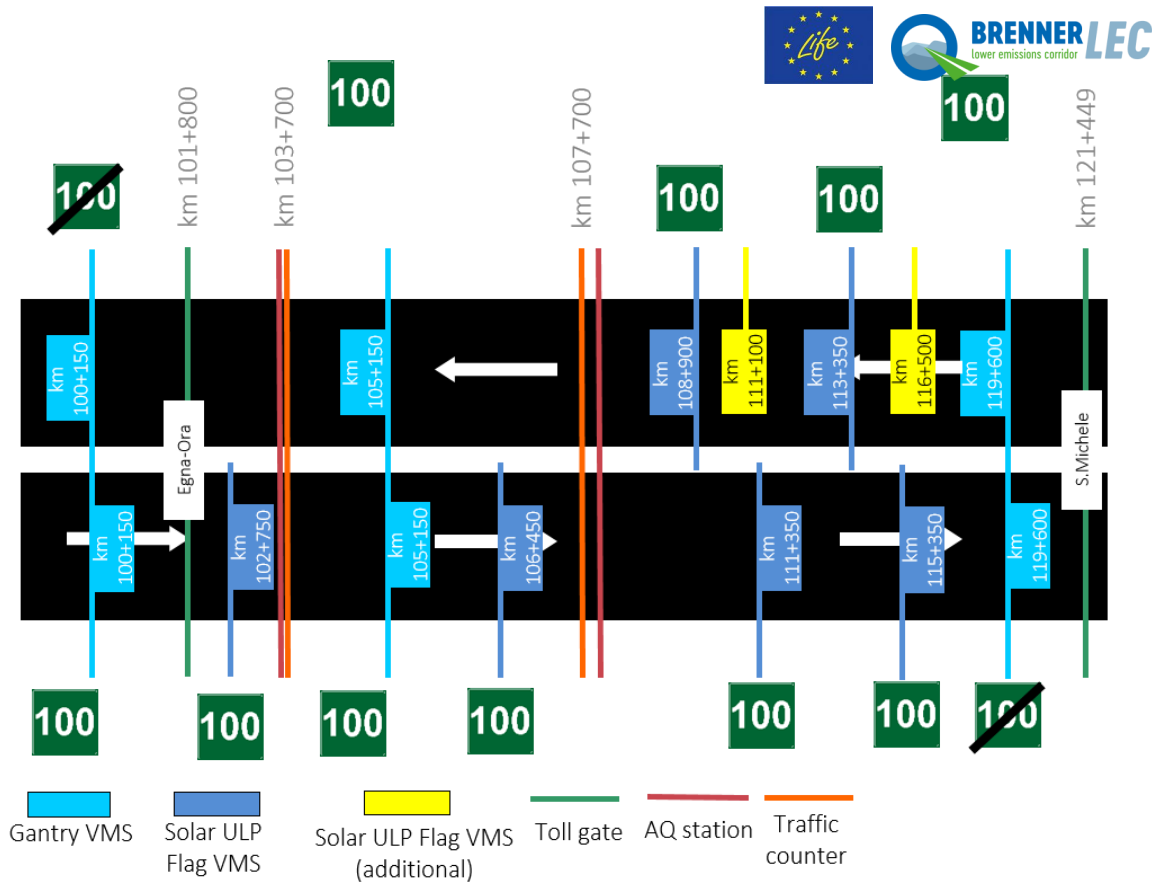 Life
BRENNER LEC
lower emissions corridor
100
100
km 101+800
km 103+700
km 107+700
km 121+449
100
100
100
km
100+150
km
105+150
km
108+900
km
111+100
km
113+350
km
116+500
km
119+600
Egna-Ora
S.Michele
km
100+150
km
102+750
km
105+150
km
106+450
km
111+350
km
115+350
km
119+600
100
100
100
100
100
100
100
Gantry VMS
Solar ULP
Flag VMS
Solar ULP Flag VMS
(additional)
Toll gate
AQ station
Traffic
counter